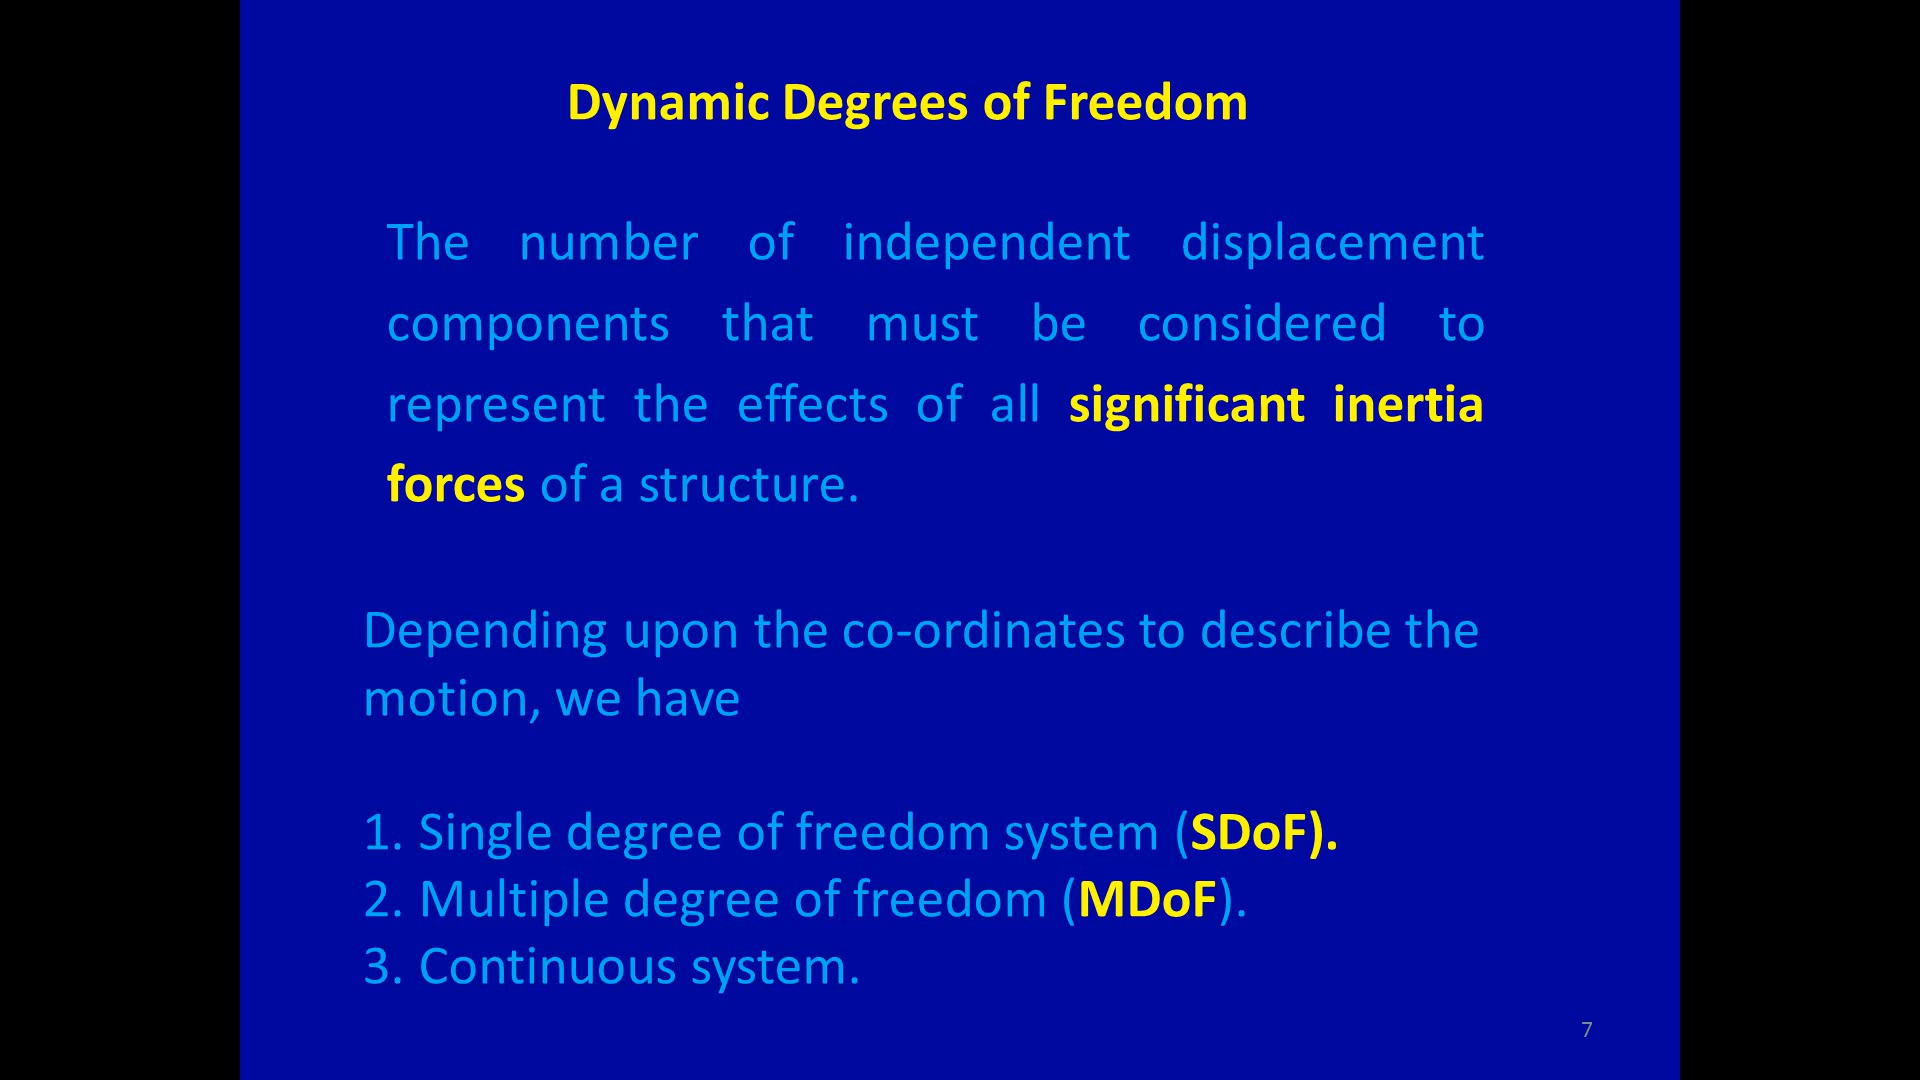 Dynamic Degrees of Freedom
The number of independent displacement
components that must be considered to
represent the effects of all significant inertia
forces of a structure.
Depending upon the co-ordinates to describe the
motion, we have
1. Single degree of freedom system (SDoF).
2. Multiple degree of freedom (MDoF).
3. Continuous system.
7